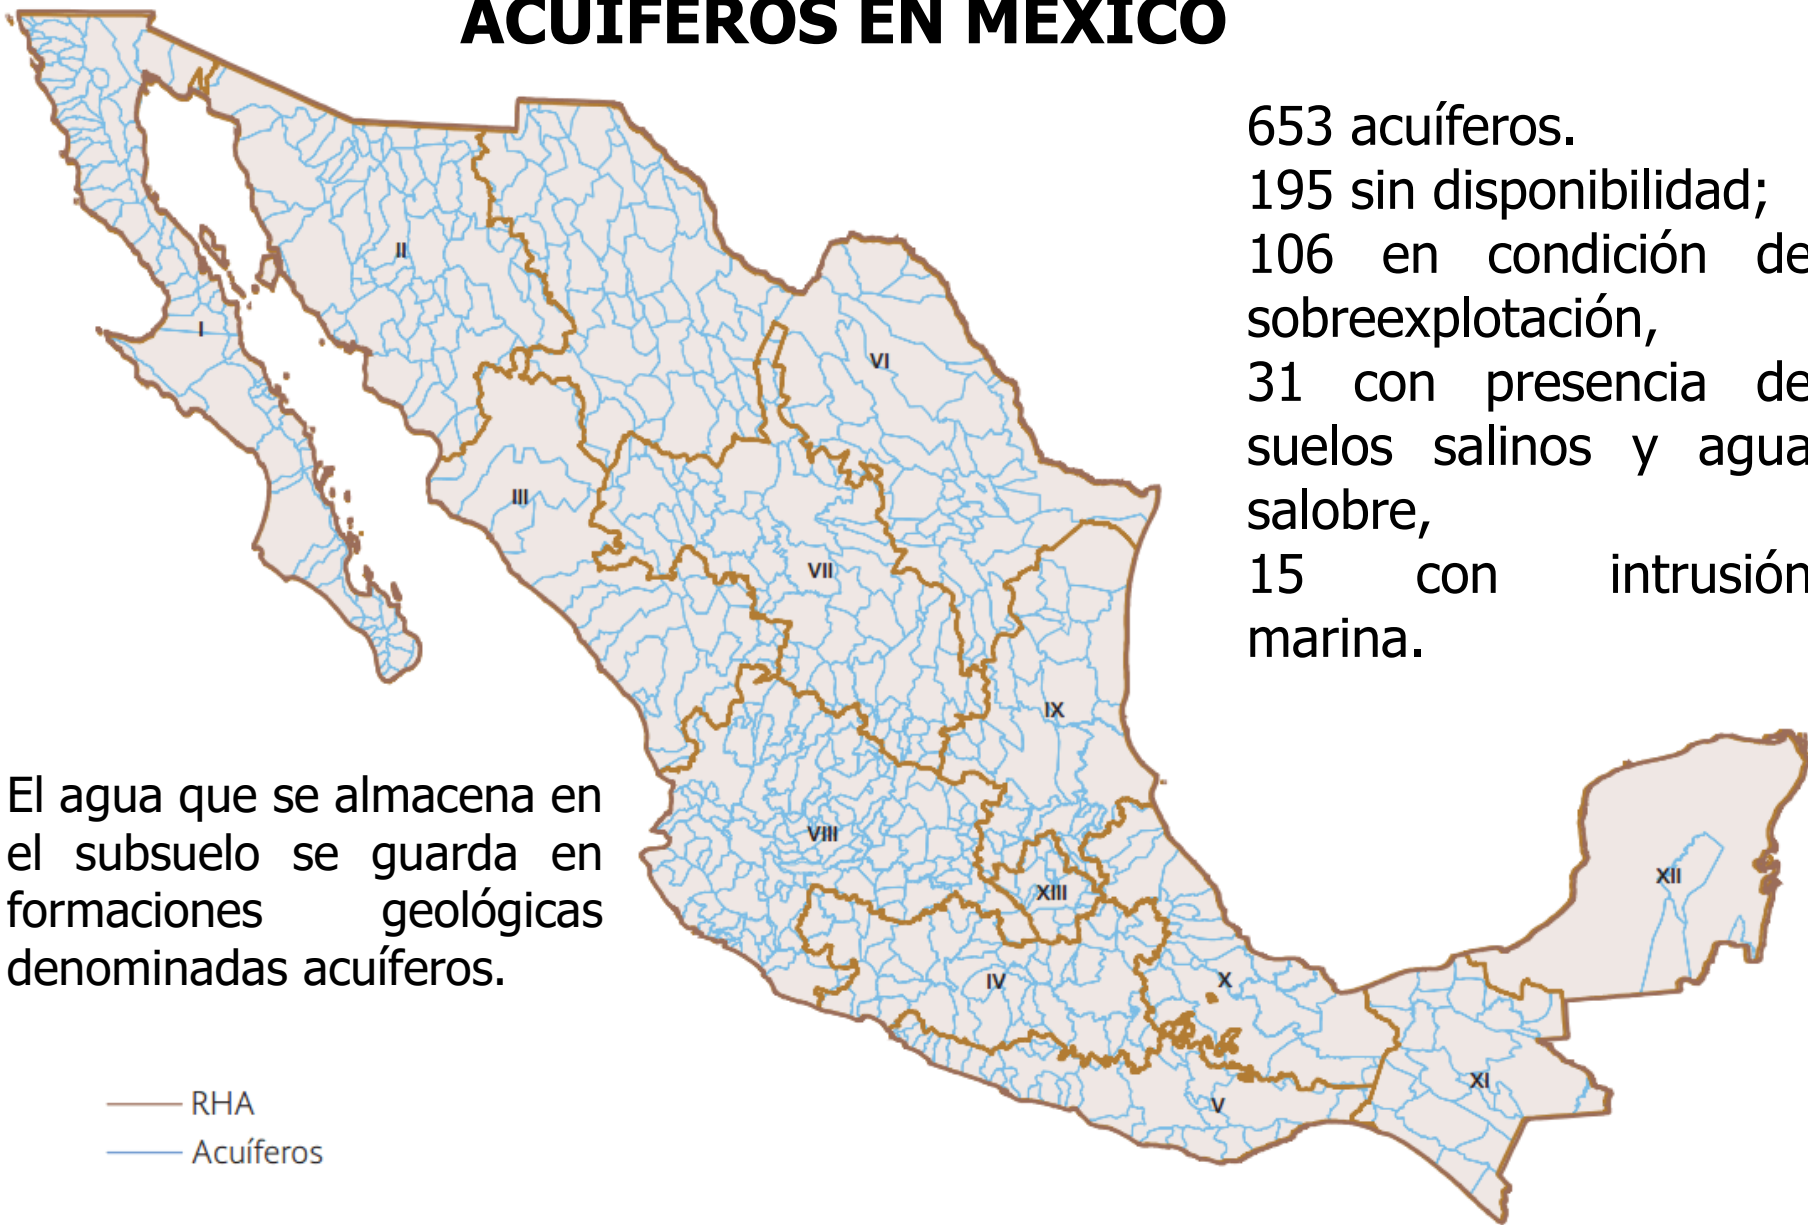 ACUÍFEROS EN MÉXICO
653 acuíferos.
195 sin disponibilidad;
106 en condición de
sobreexplotación,
31 con presencia de
suelos salinos y agua
salobre,
15 con intrusión
marina.
II
I
VI
III
VII
IX
El agua que se almacena en
el subsuelo se guarda en
formaciones geológicas
denominadas acuíferos.
VIII
XIII
XII
IV
X
XI
V
RHA
Acuíferos